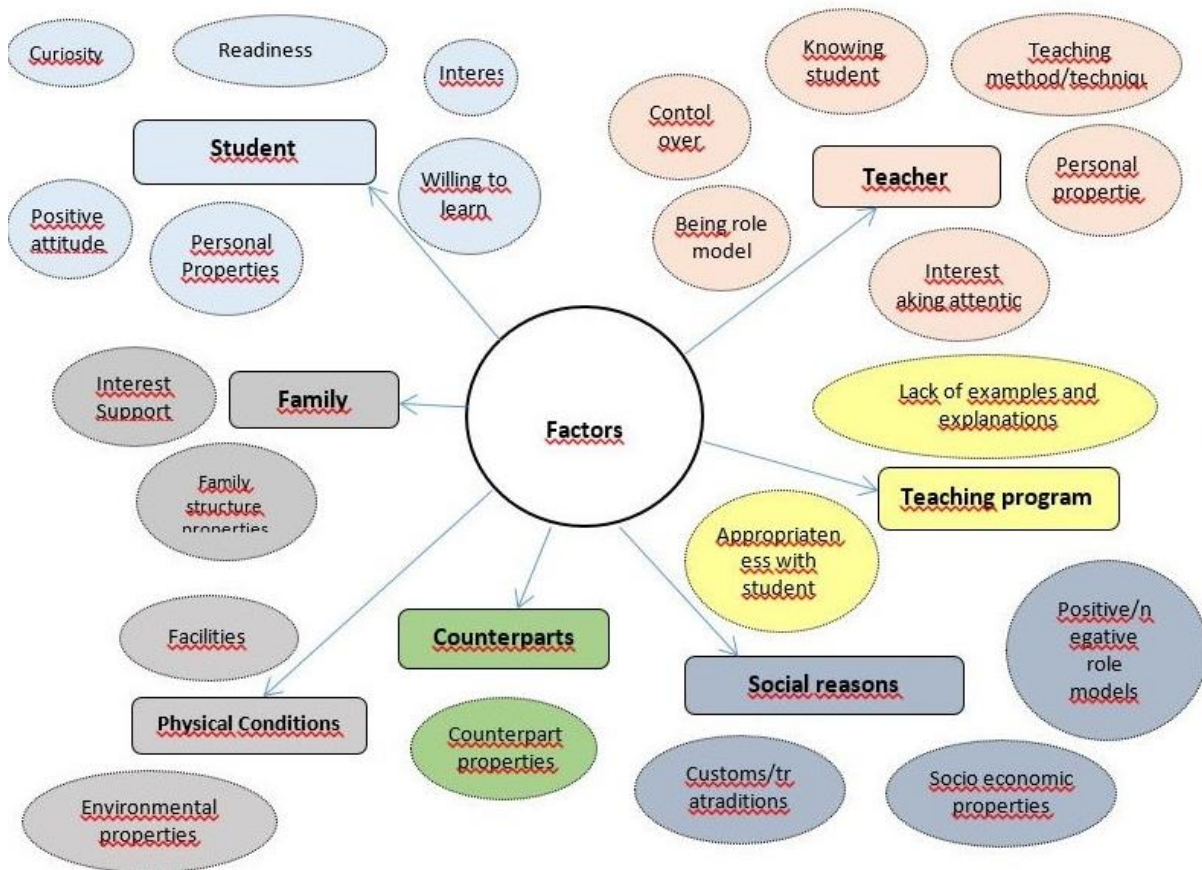 Curiosity
Readiness
Interes
Student
Willing to
learn
Positive
attitude
Personal
Properties
Knowing
student
Teaching
method/techniqu
Contol
over
Teacher
Personal
propertie
Being role
model
Interest
aking attentic
Interest
Support
Family
Family
structure
properties
Factors
Lack of examples and
explanations
Teaching program
Appropriaten
ess with
student
Facilities
Physical Conditions
Environmental
properties
Counterparts
Counterpart
properties
Social reasons
Positive/n
egative
role
models
Customs/tr
atraditions
Socio economic
properties